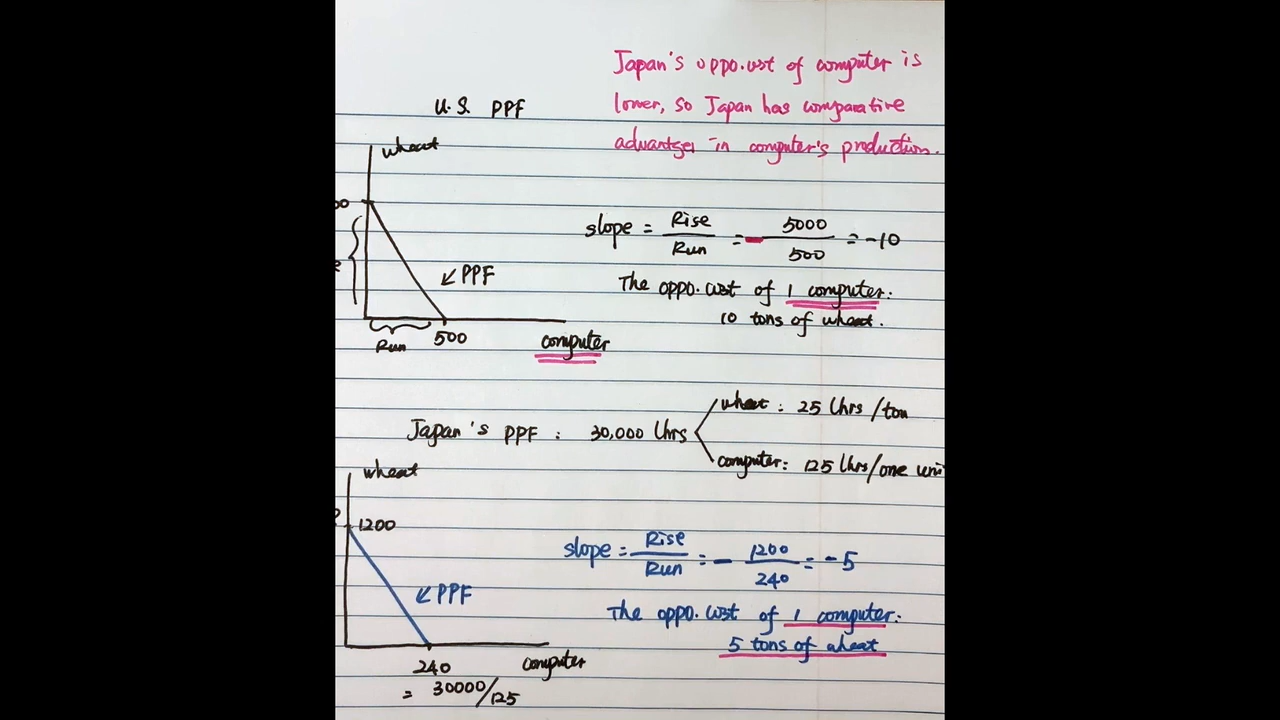 Japan's oppo.cost of computer is
lower, so Japan has comparative
advantges in computer's production.
U.S. PPF
wheat
slope = Rise/Run = - 5000/500 = -10
PPF
The oppo.cost of 1 computer:
10 tons of wheat.
Run 500
computer
wheat: 25 lhrs/ton
Japan's PPF: 30,000 lhrs
computer: 125 lhrs/one uni
wheat
1200
slope = Rise/Run = - 1200/240 = -5
PPF
The oppo.cost of 1 computer:
5 tons of wheat
240 computer
= 30000/125